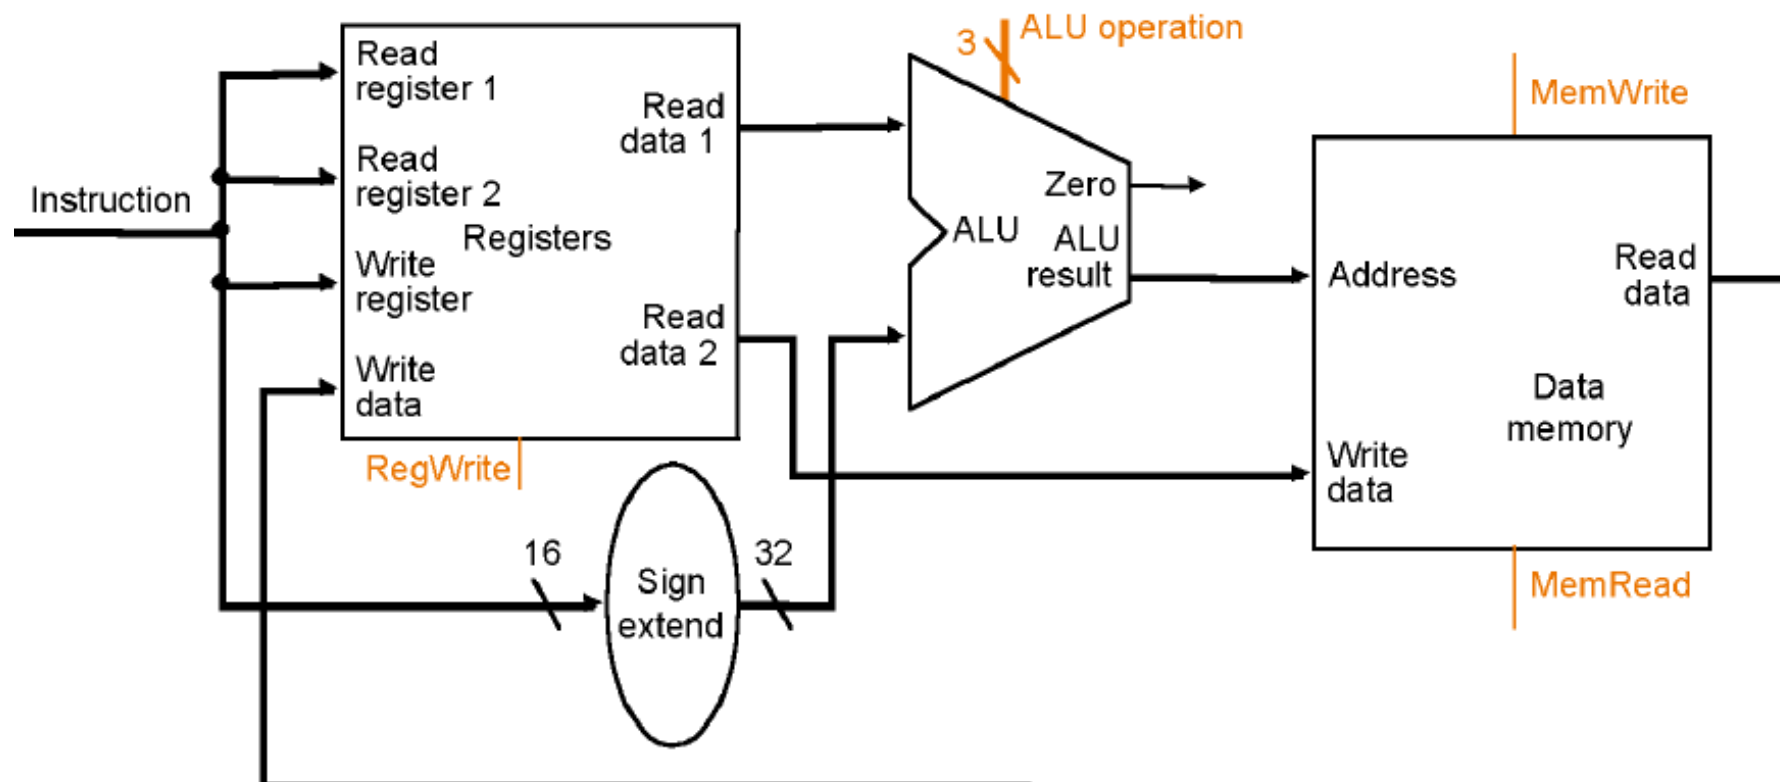 3
ALU operation
Read
register 1
Read
data 1
MemWrite
Read
register 2
Instruction
Zero
Registers
ALU
ALU
result
Write
register
Address
Read
data
Read
data 2
Write
data
Data
memory
RegWrite
Write
data
16
32
Sign
extend
MemRead